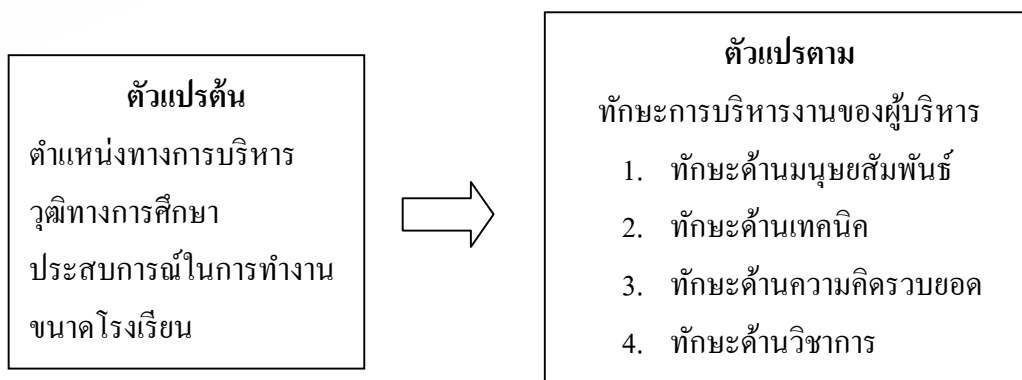 ตัวแปรต้น
ตำแหน่งทางการบริหาร
วุฒิทางการศึกษา
ประสบการณ์ในการทำงาน
ขนาดโรงเรียน
ตัวแปรตาม
ทักษะการบริหารงานของผู้บริหาร
1. ทักษะด้านมนุษยสัมพันธ์
2. ทักษะด้านเทคนิค
3. ทักษะด้านความคิดรวบยอด
4. ทักษะด้านวิชาการ